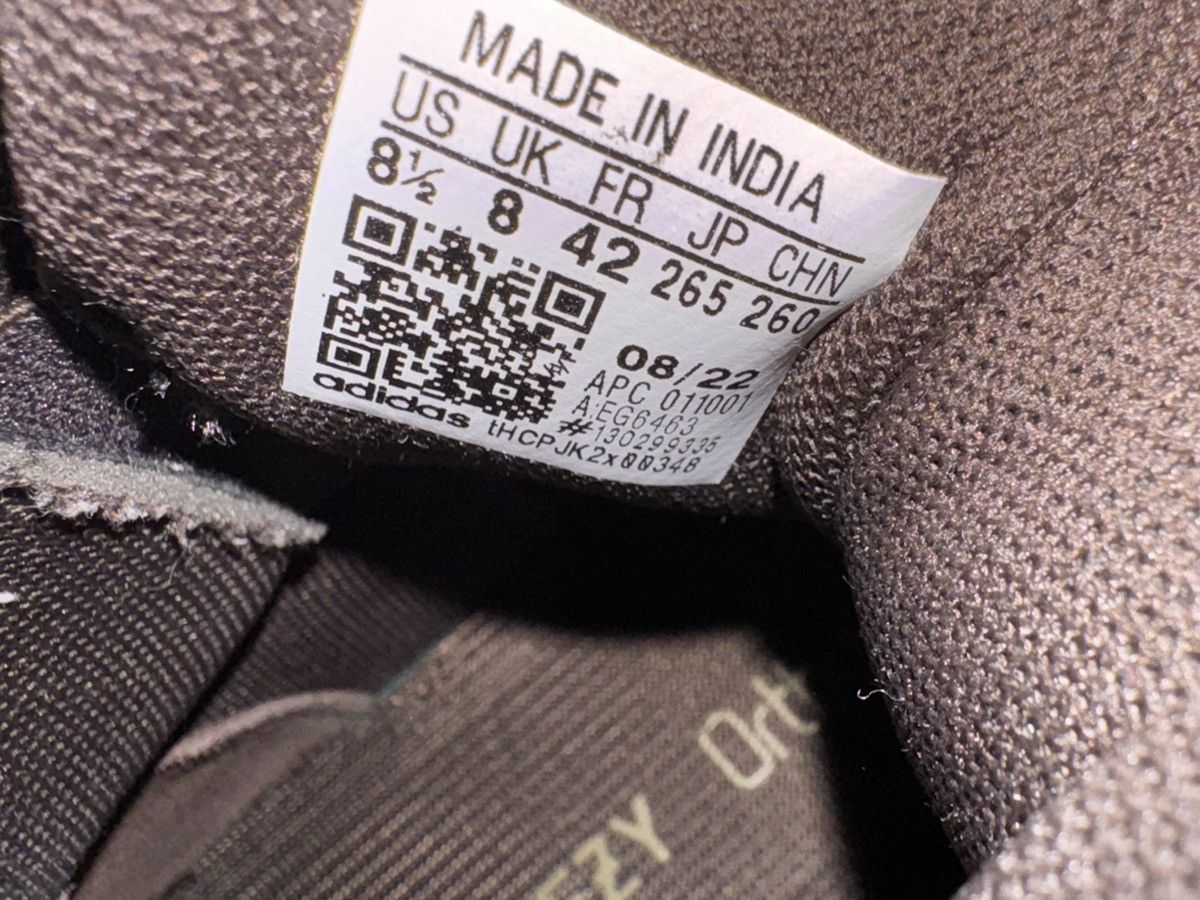 MADE IN INDIA
US UK FR JP CHN
8½ 8 42 265 260
08/22
APC 011001
A:EG6463
#130299335
adidas tHCPJK2x00348
Ort
EZY